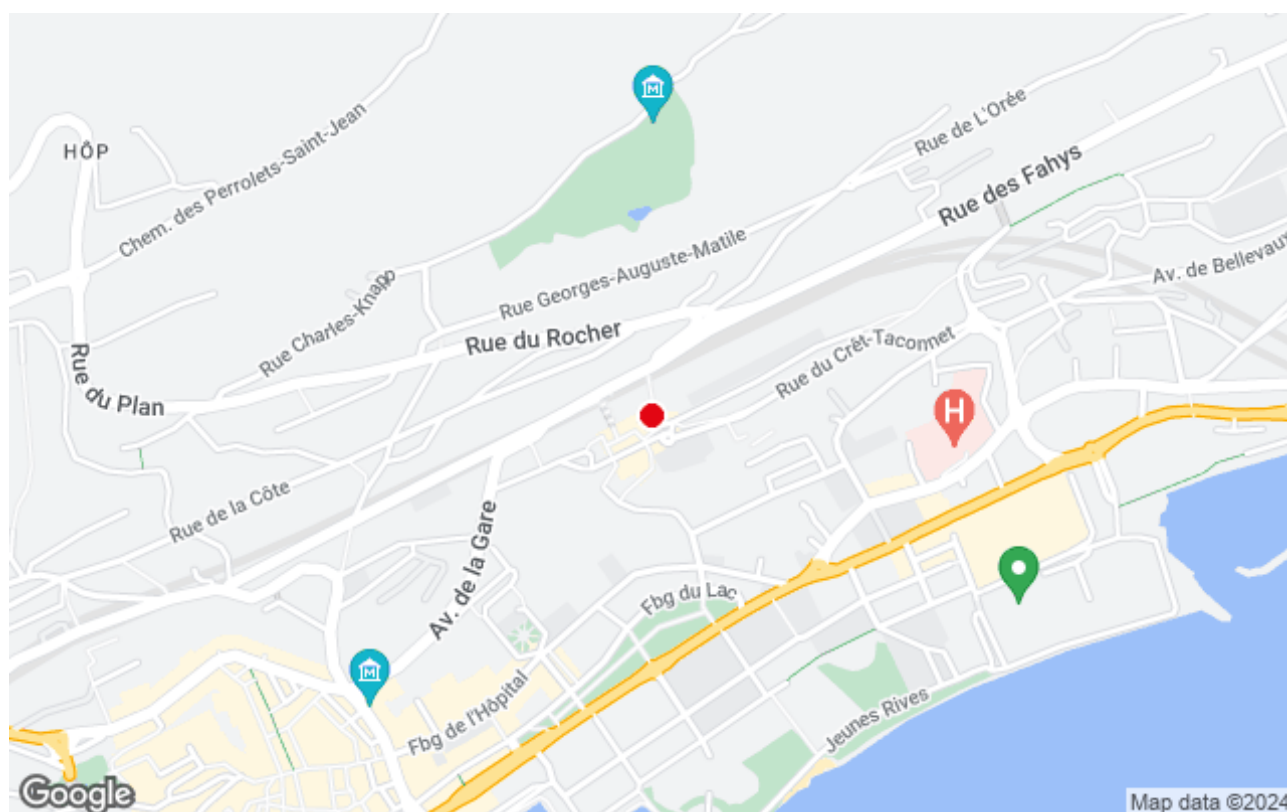 HÔP
Chem. des Perrolets-Saint-Jean
Rue de L'Orée
Rue des Fahys
Rue Georges-Auguste-Matile
Av. de Bellevaux
Rue Charles-Knapp
Rue du Rocher
Rue du Crêt-Taconnet
Rue du Plan
H
Rue de la Côte
Av. de la Gare
Fbg du Lac
Fbg de l'Hôpital
Jeunes Rives
Google
Map data ©2024